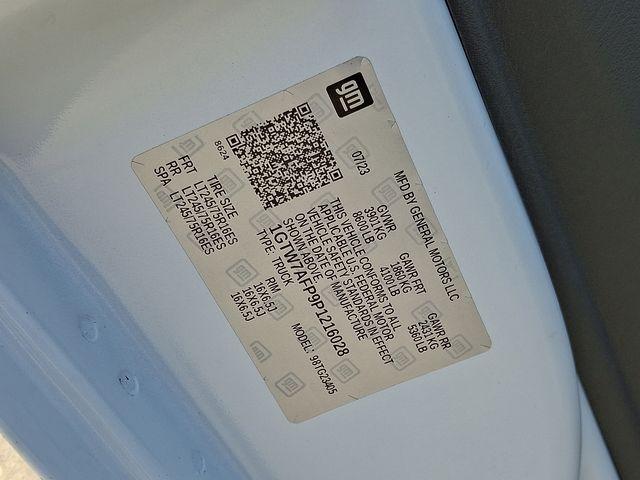 gm
07/23
MFD BY GENERAL MOTORS LLC
GVWR GAWR FRT GAWR RR
3901 KG 1860 KG 2431 KG
8600 LB 4100 LB 5360 LB
THIS VEHICLE CONFORMS TO ALL
APPLICABLE U.S. FEDERAL MOTOR
VEHICLE SAFETY STANDARDS IN EFFECT
ON THE DATE OF MANUFACTURE
SHOWN ABOVE.
1GTW7AFP9P1216028
TYPE: TRUCK MODEL: 98TG23405
8624
TIRE SIZE RIM
FRT LT245/75R16ES 16X6.5J
RR LT245/75R16ES 16X6.5J
SPA LT245/75R16ES 16X6.5J